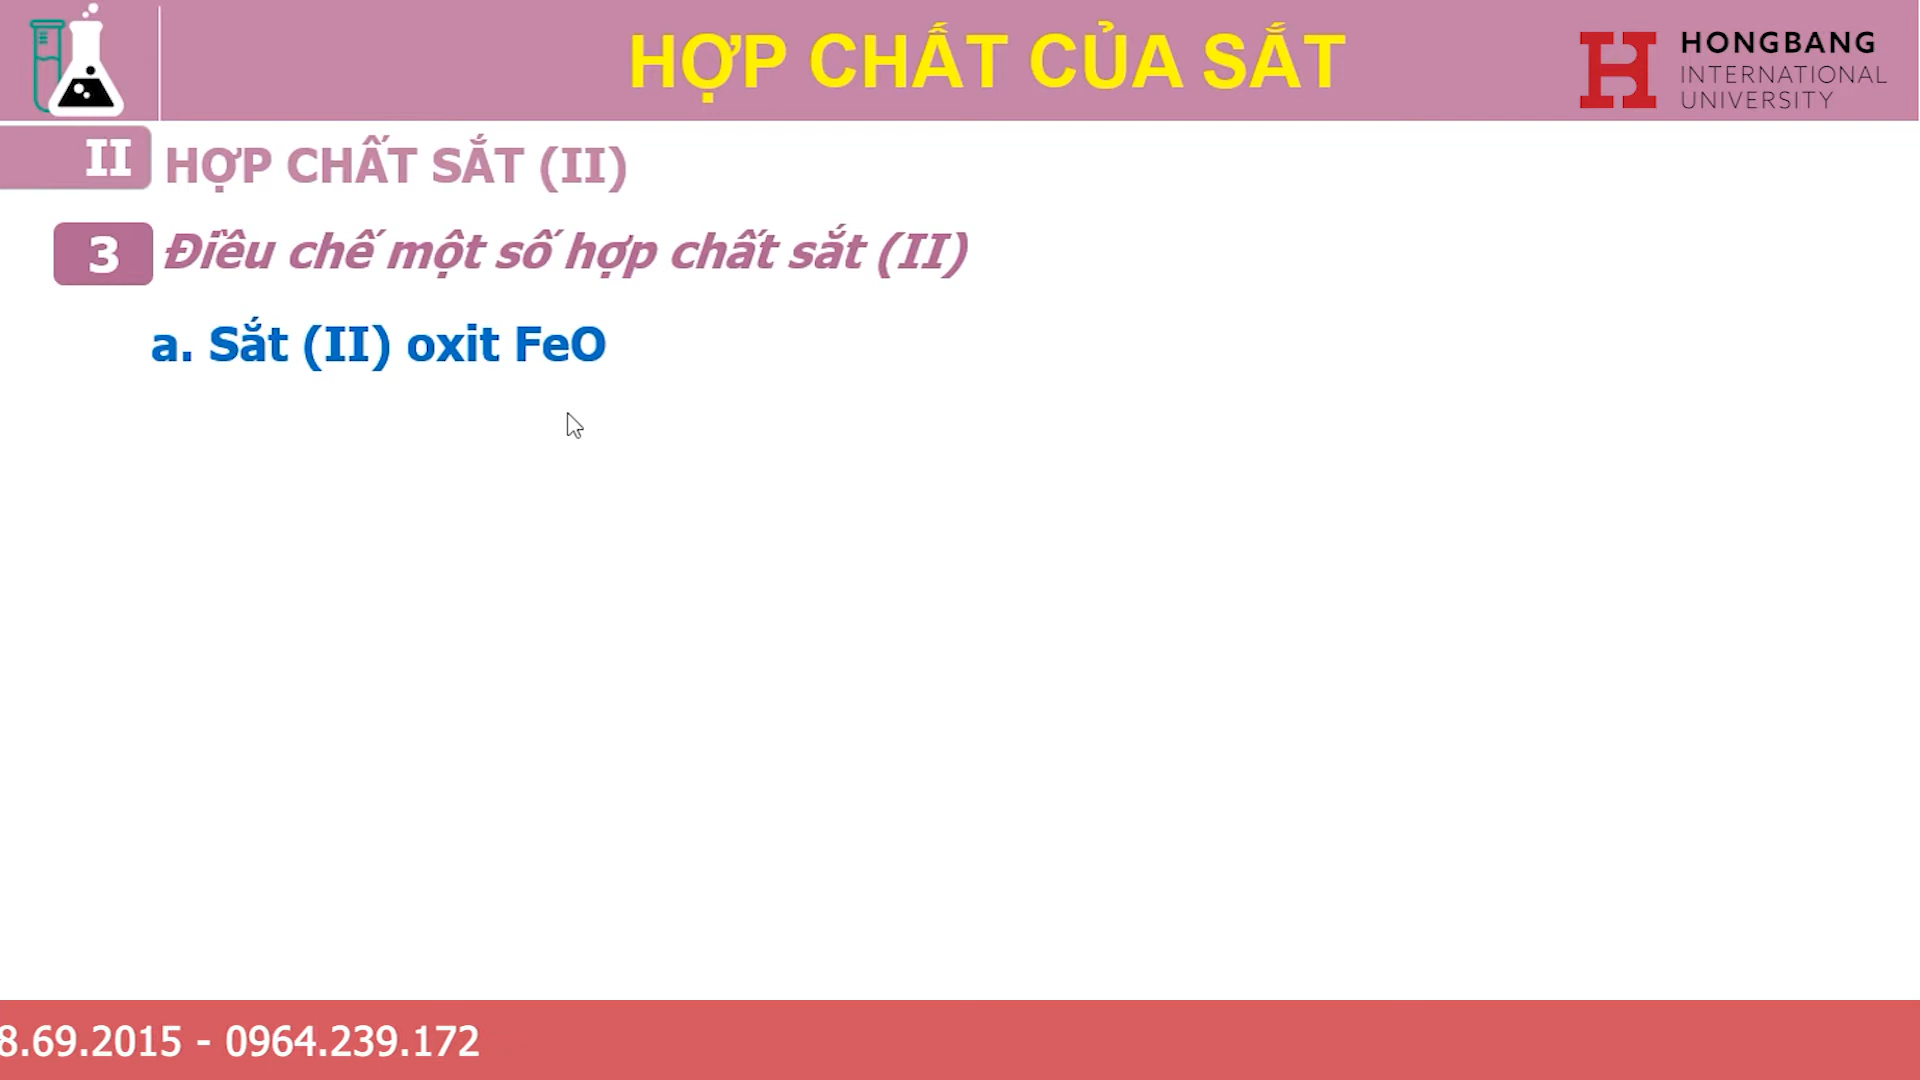 HỢP CHẤT CỦA SẮT
HONGBANG
INTERNATIONAL
UNIVERSITY
II HỢP CHẤT SẮT (II)
3 Điều chế một số hợp chất sắt (II)
a. Sắt (II) oxit FeO
8.69.2015 - 0964.239.172